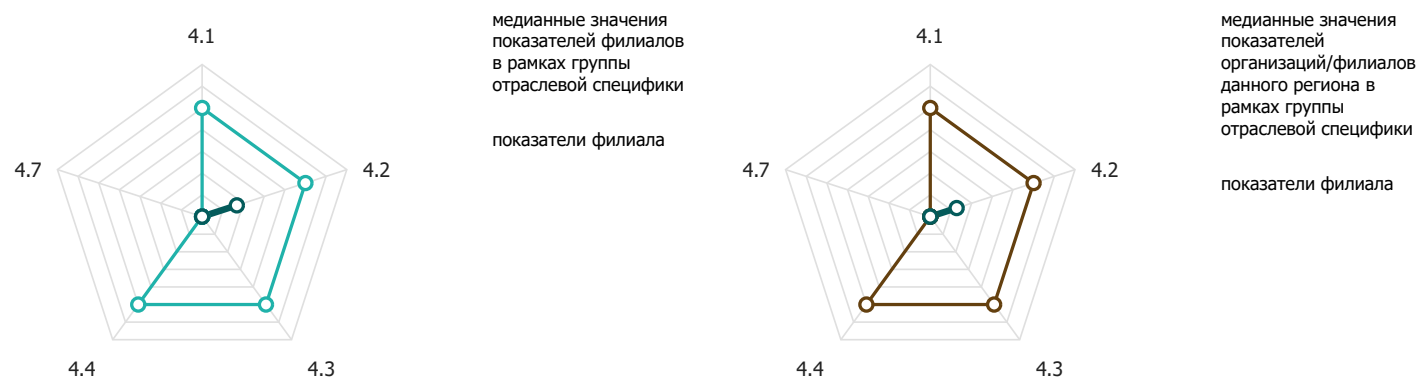 4.1
4.2
4.3
4.4
4.7
медианные значения
показателей филиалов
в рамках группы
отраслевой специфики
показатели филиала
4.1
4.2
4.3
4.4
4.7
медианные значения
показателей
организаций/филиалов
данного региона в
рамках группы
отраслевой специфики
показатели филиала